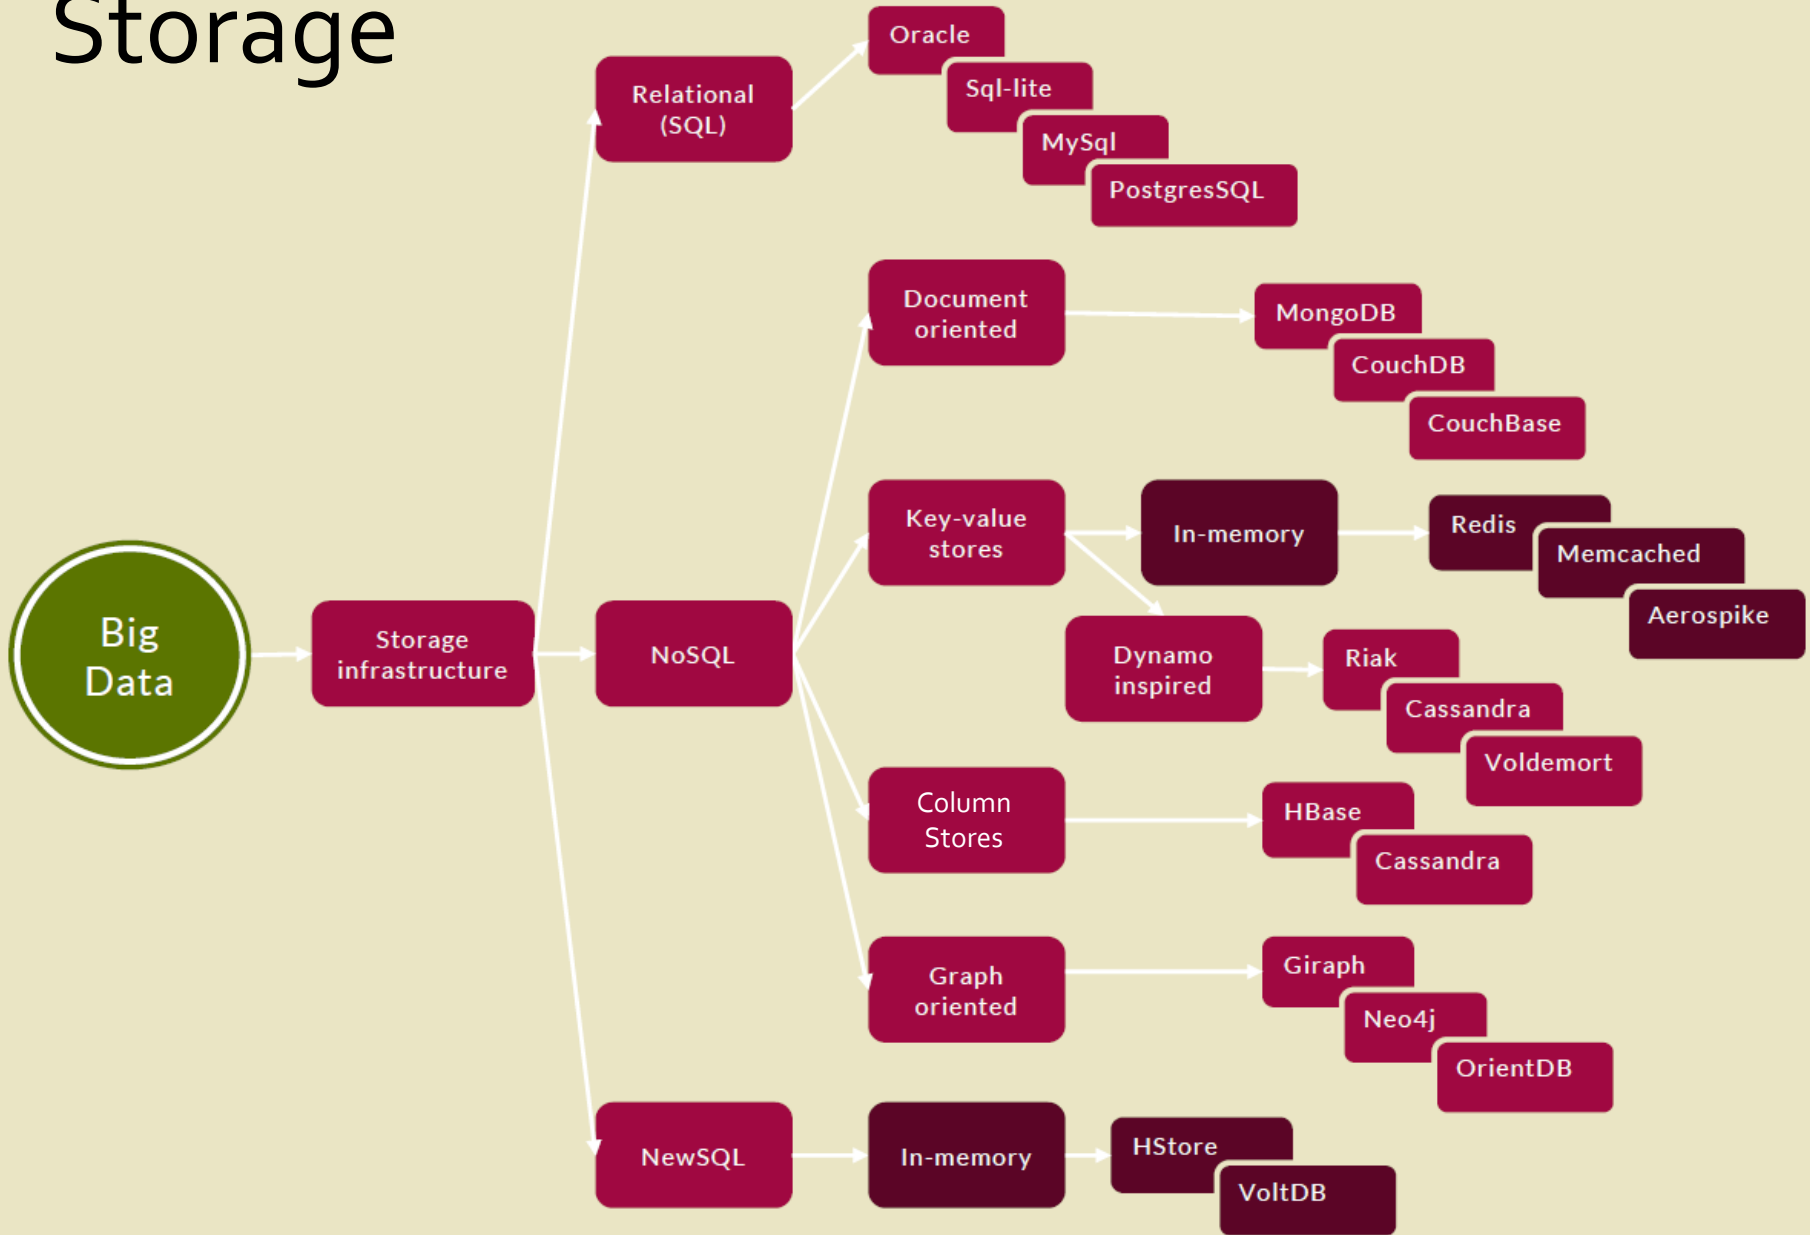 Storage
Oracle
Sql-lite
MySql
PostgresSQL
Relational
(SQL)
Document
oriented
MongoDB
CouchDB
CouchBase
Key-value
stores
In-memory
Redis
Memcached
Aerospike
Big
Data
Storage
infrastructure
NoSQL
Dynamo
inspired
Riak
Cassandra
Voldemort
Column
Stores
HBase
Cassandra
Graph
oriented
Giraph
Neo4j
OrientDB
NewSQL
In-memory
HStore
VoltDB